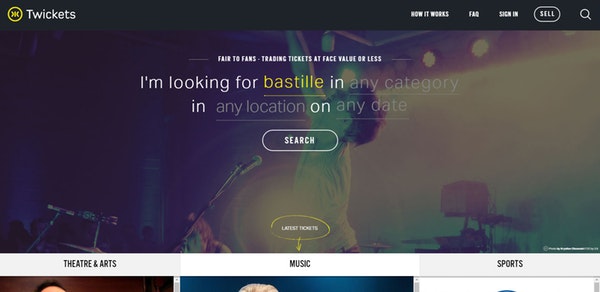 Twickets
HOW IT WORKS
FAQ
SIGN IN
SELL
FAIR TO FANS - TRADING TICKETS AT FACE VALUE OR LESS
I'm looking for bastille in any category
in any location on any date
SEARCH
LATEST TICKETS
THEATRE & ARTS
MUSIC
SPORTS